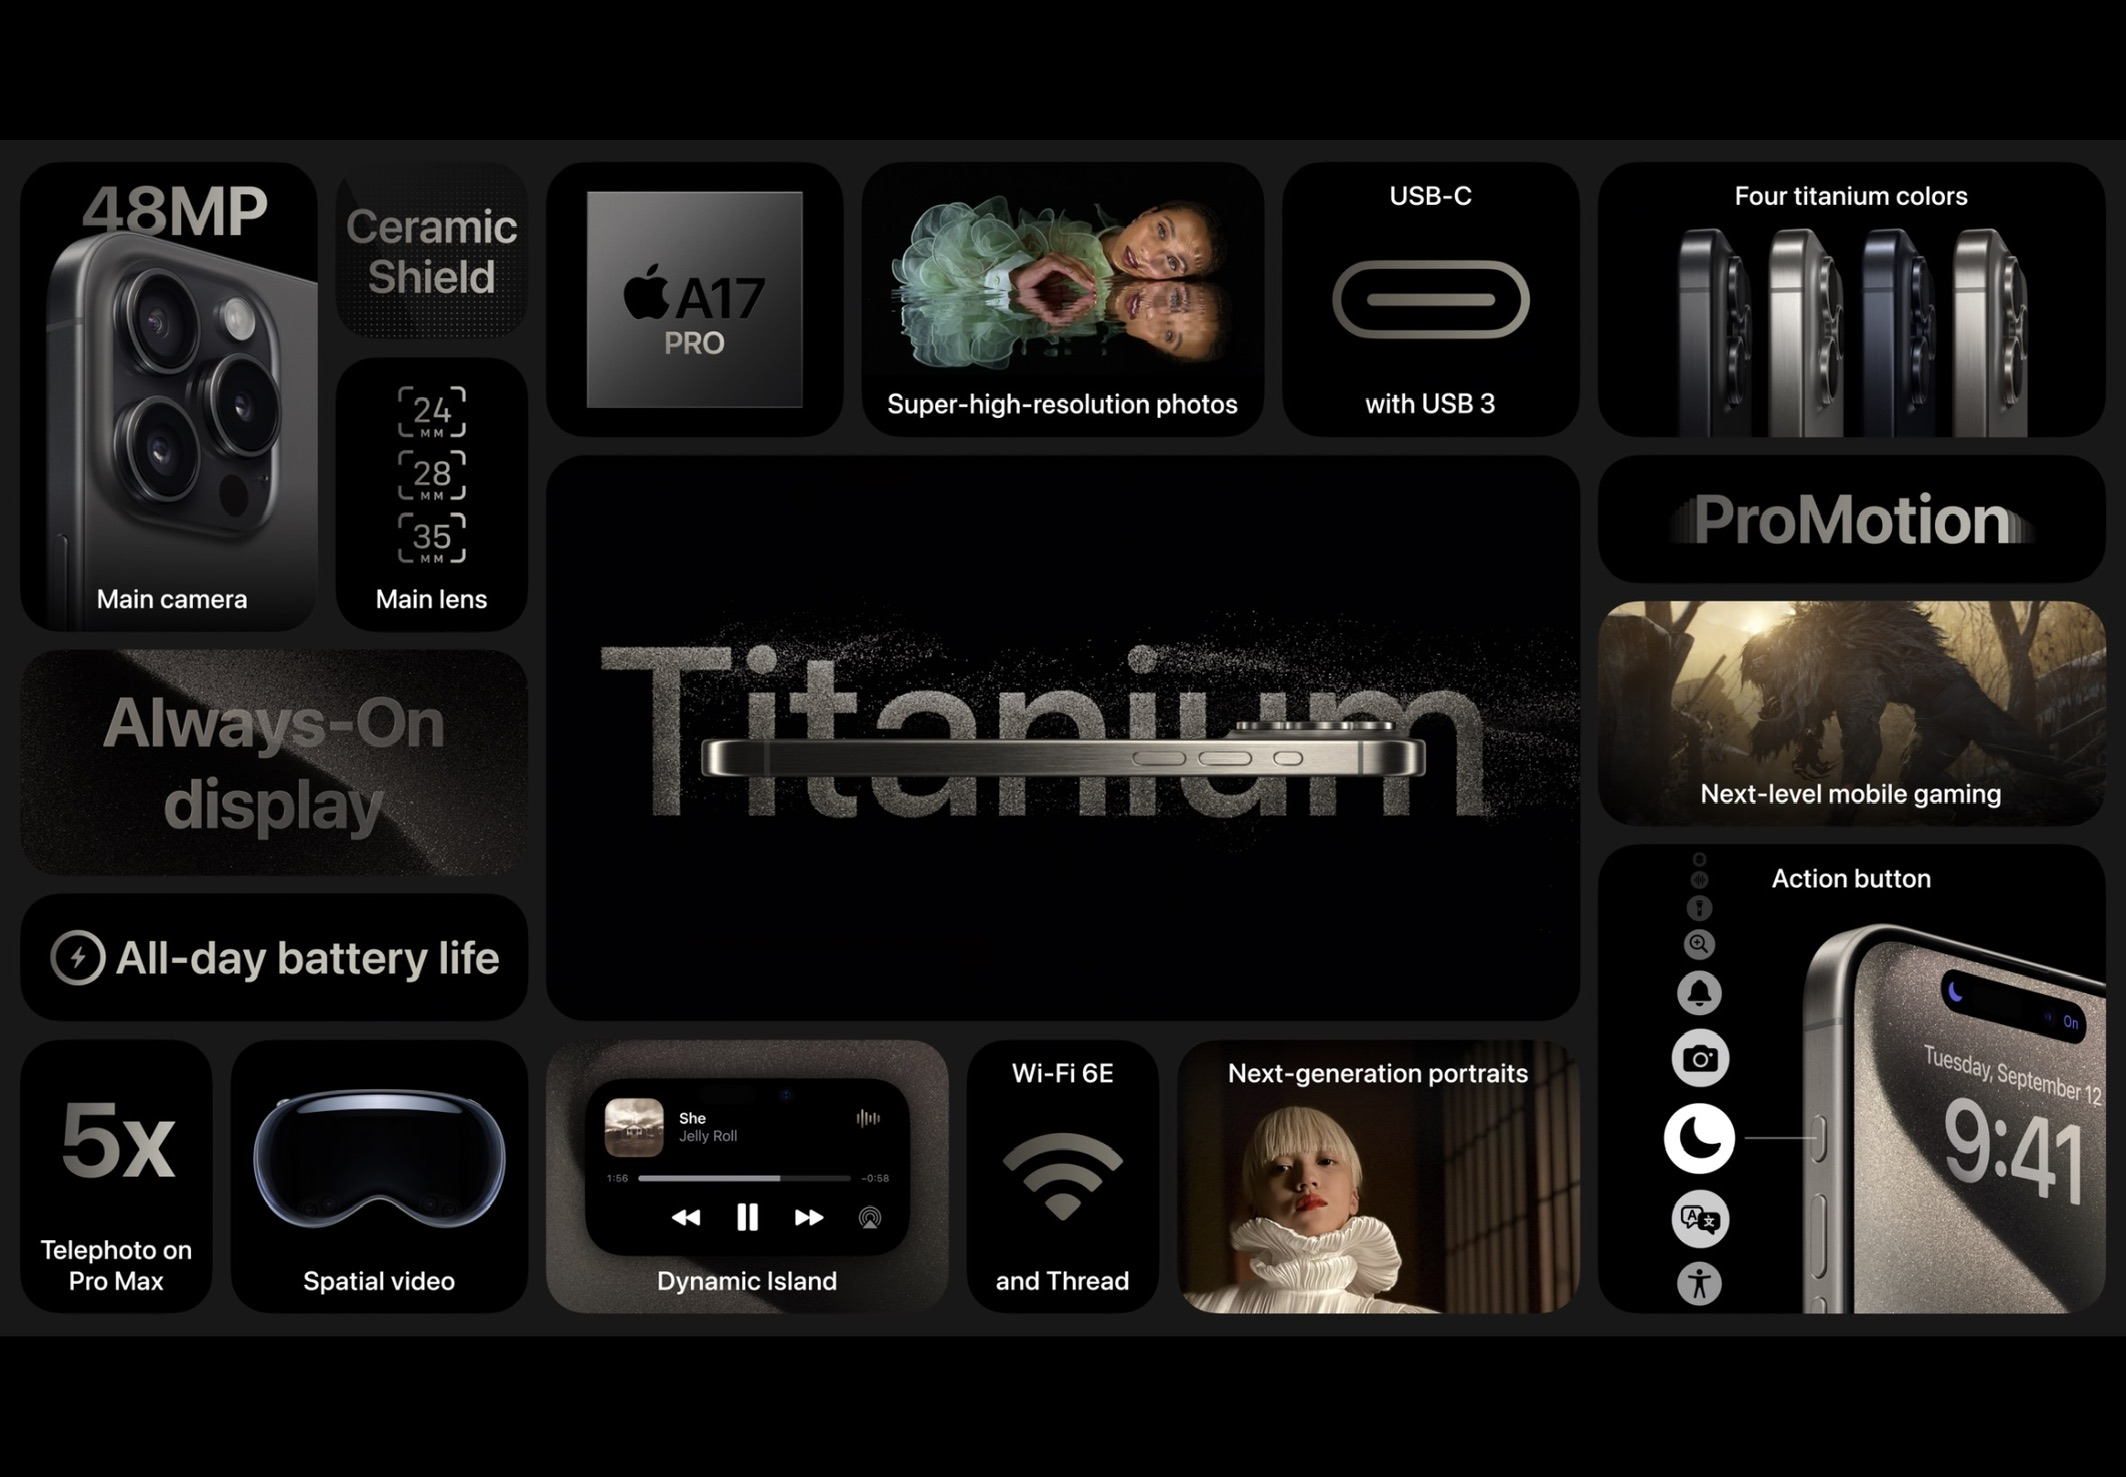 48MP
Main camera
Ceramic
Shield
24
MM
28
MM
35
MM
Main lens
A17
PRO
Super-high-resolution photos
USB-C
with USB 3
Four titanium colors
Always-On
display
Titanium
ProMotion
Next-level mobile gaming
All-day battery life
Action button
On
Tuesday, September 12
9:41
A 文
5x
Telephoto on
Pro Max
Spatial video
She
Jelly Roll
1:56
-0:58
Dynamic Island
Wi-Fi 6E
and Thread
Next-generation portraits